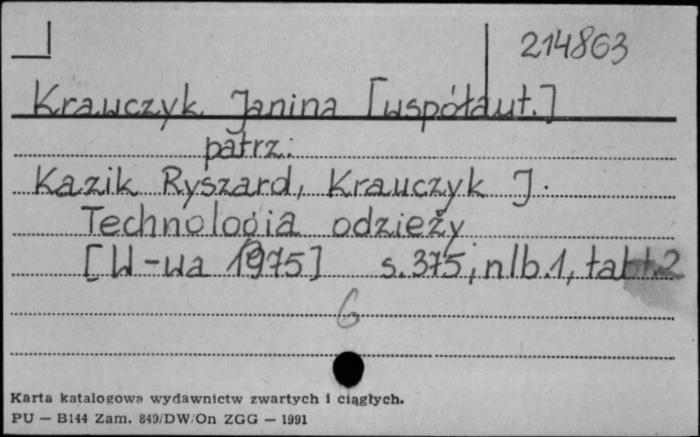 214863
Krawczyk Janina [współaut.]
patrz:
Kazik Ryszard, Krawczyk J.
Technologia odzieży
[W-wa 1975] s. 375, nlb. 1, tabl. 2
6
Karta katalogowa wydawnictw zwartych i ciągłych.
PU — B144 Zam. 849/DW/On ZGG — 1991